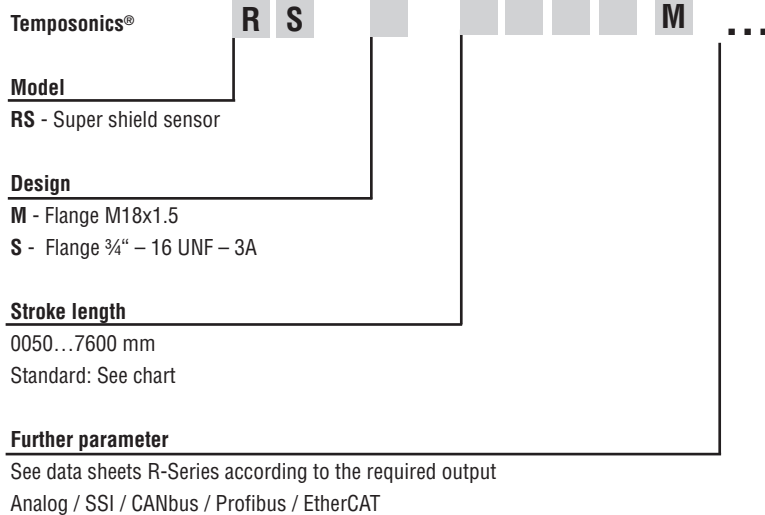 Temposonics® R S M ...
Model
RS - Super shield sensor
Design
M - Flange M18x1.5
S - Flange ¾“ – 16 UNF – 3A
Stroke length
0050…7600 mm
Standard: See chart
Further parameter
See data sheets R-Series according to the required output
Analog / SSI / CANbus / Profibus / EtherCAT